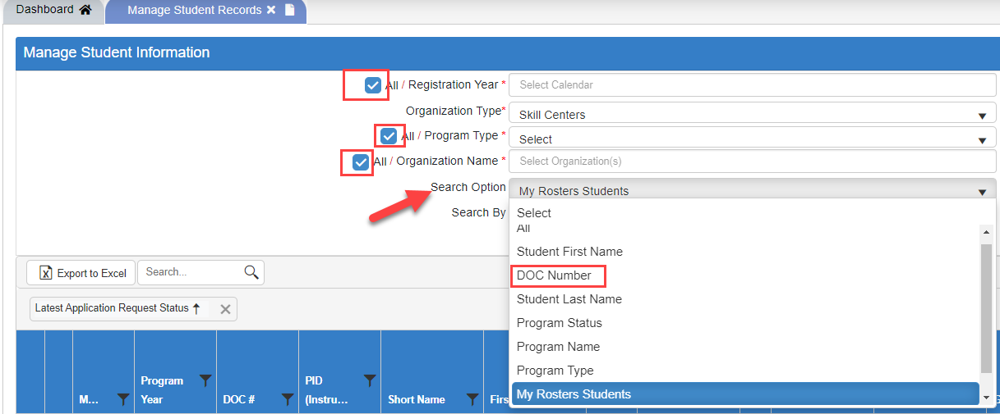 Dashboard
Manage Student Records
Manage Student Information
All / Registration Year *
Select Calendar
Organization Type*
Skill Centers
All / Program Type *
Select
All / Organization Name *
Select Organization(s)
Search Option
My Rosters Students
Search By
Select
All
Student First Name
DOC Number
Student Last Name
Program Status
Program Name
Program Type
My Rosters Students
Export to Excel
Search...
Latest Application Request Status
M...
Program
Year
DOC #
PID
(Instru...
Short Name